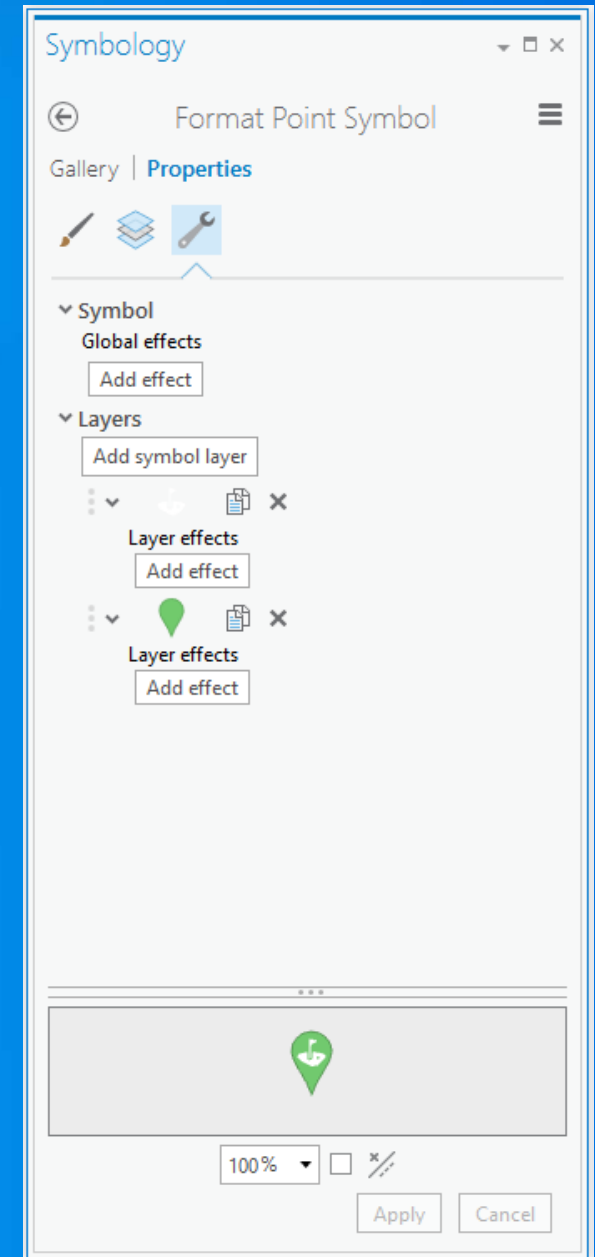 Symbology
Format Point Symbol
Gallery | Properties
Symbol
Global effects
Add effect
Layers
Add symbol layer
Layer effects
Add effect
Layer effects
Add effect
100%
Apply Cancel